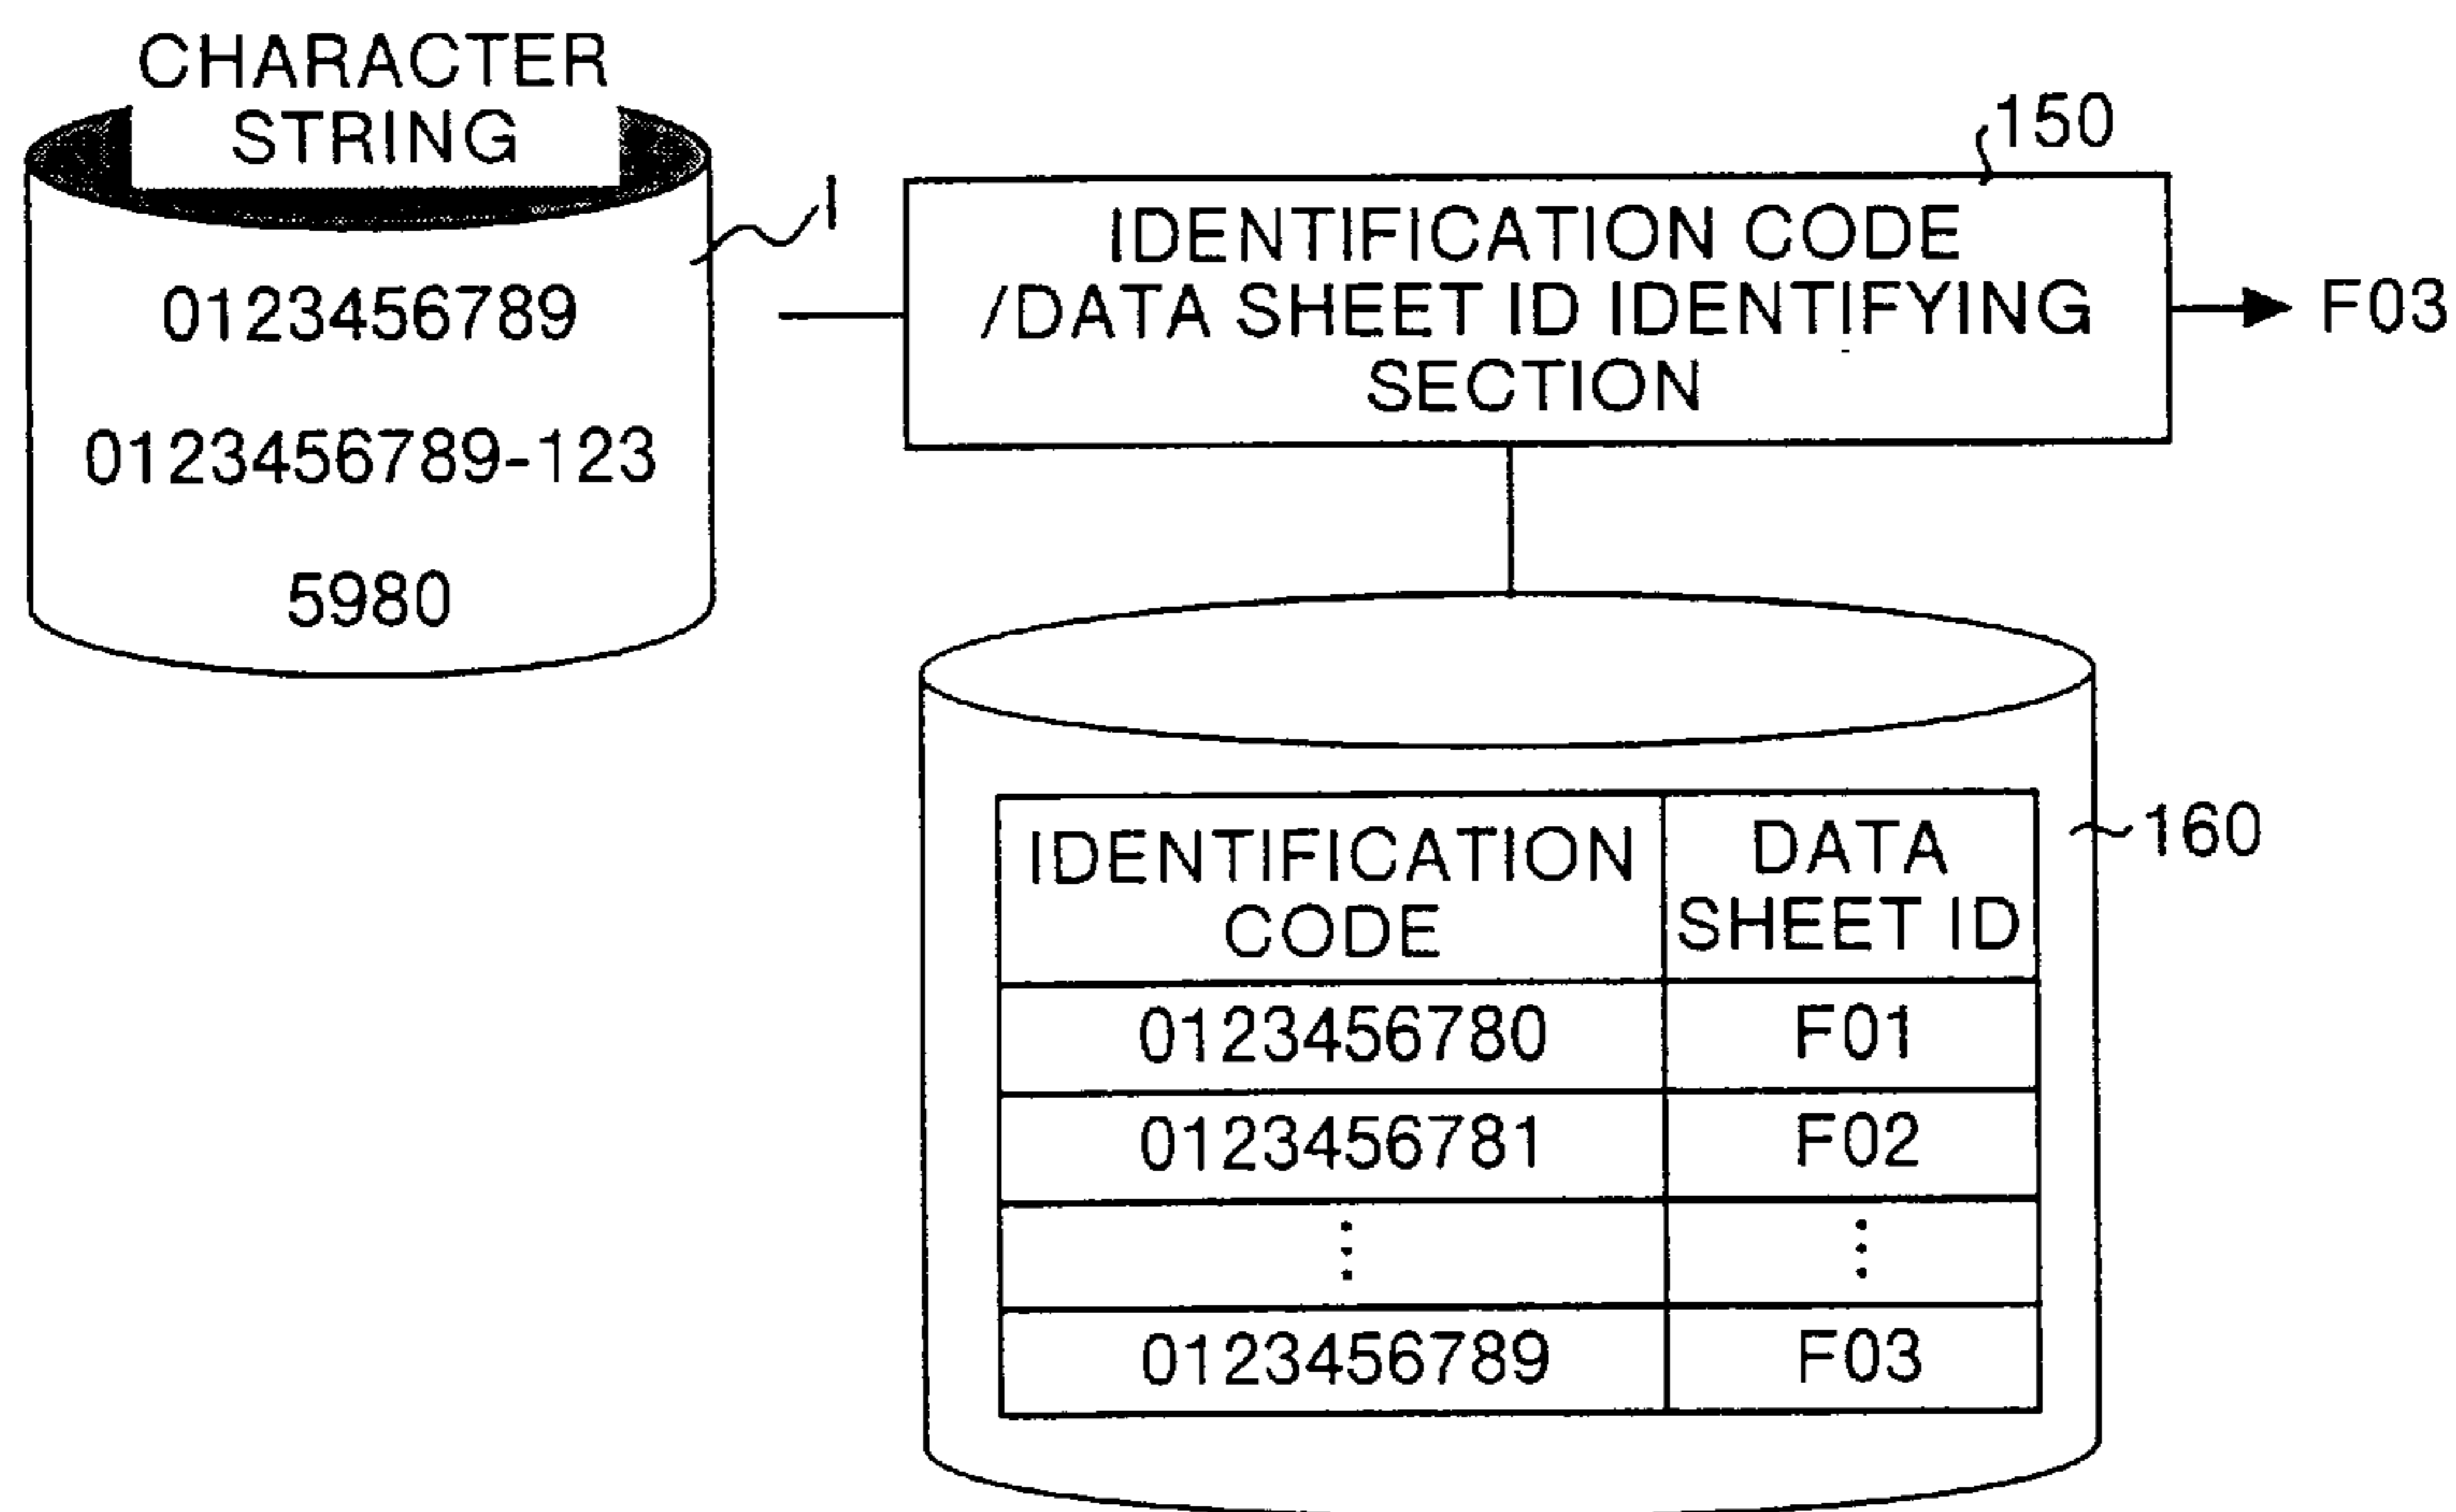 CHARACTER
STRING
I
0123456789
0123456789-123
5980
150
IDENTIFICATION CODE
/DATA SHEET ID IDENTIFYING
SECTION
F03
160
IDENTIFICATION
CODE
DATA
SHEET ID
0123456780
F01
0123456781
F02
⋮
⋮
0123456789
F03